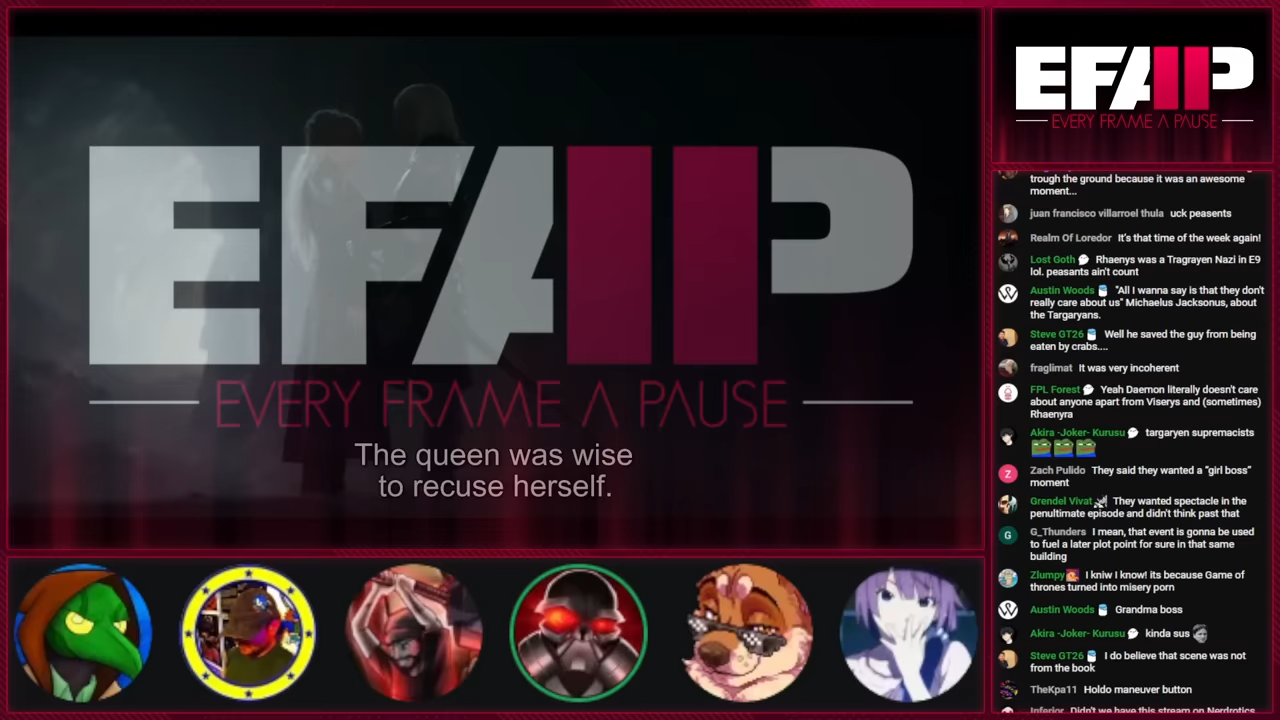 EFAP
EVERY FRAME A PAUSE
The queen was wise
to recuse herself.
EFAP
EVERY FRAME A PAUSE
trough the ground because it was an awesome
moment...
juan francisco villarroel thula uck peasents
Realm Of Loredor It's that time of the week again!
Lost Goth Rhaenys was a Tragrayen Nazi in E9
lol. peasants ain't count
Austin Woods "All I wanna say is that they don't
really care about us" Michaelus Jacksonus, about
the Targaryans.
Steve GT26 Well he saved the guy from being
eaten by crabs....
fraglimat It was very incoherent
FPL Forest Yeah Daemon literally doesn't care
about anyone apart from Viserys and (sometimes)
Rhaenyra
Akira -Joker- Kurusu targaryen supremacists
Z
Zach Pulido They said they wanted a "girl boss"
moment
Grendel Vivat They wanted spectacle in the
penultimate episode and didn't think past that
G
G_Thunders I mean, that event is gonna be used
to fuel a later plot point for sure in that same
building
Zlumpy I kniw I know! its because Game of
thrones turned into misery porn
Austin Woods Grandma boss
Akira -Joker- Kurusu kinda sus
Steve GT26 I do believe that scene was not
from the book
TheKpa11 Holdo maneuver button
Inferior Didn't we have this stream on Nerdrotics